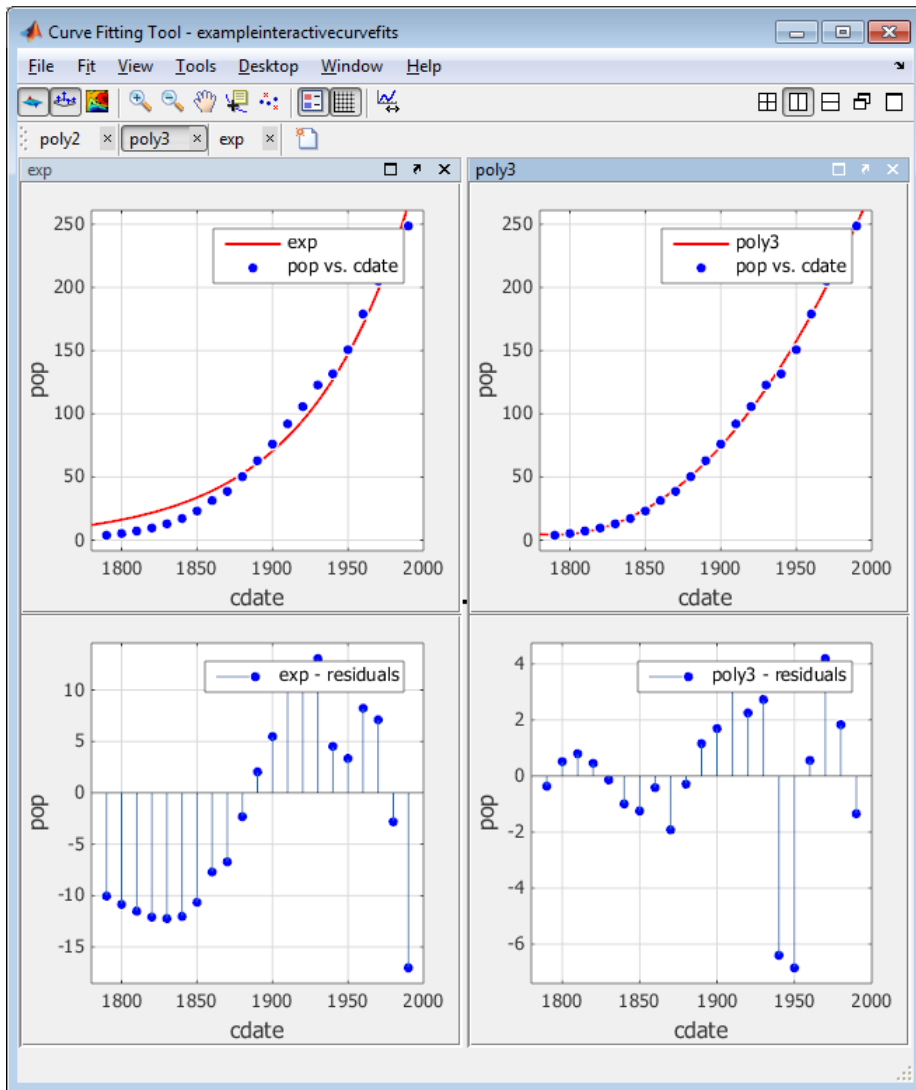 Curve Fitting Tool - exampleinteractivecurvefits
File Fit View Tools Desktop Window Help
poly2 poly3 exp
exp
250
200
150
100
50
0
pop
exp
pop vs. cdate
1800 1850 1900 1950 2000
cdate
poly3
250
200
150
100
50
0
pop
poly3
pop vs. cdate
1800 1850 1900 1950 2000
cdate
10
5
0
-5
-10
-15
pop
exp - residuals
1800 1850 1900 1950 2000
cdate
4
2
0
-2
-4
-6
pop
poly3 - residuals
1800 1850 1900 1950 2000
cdate